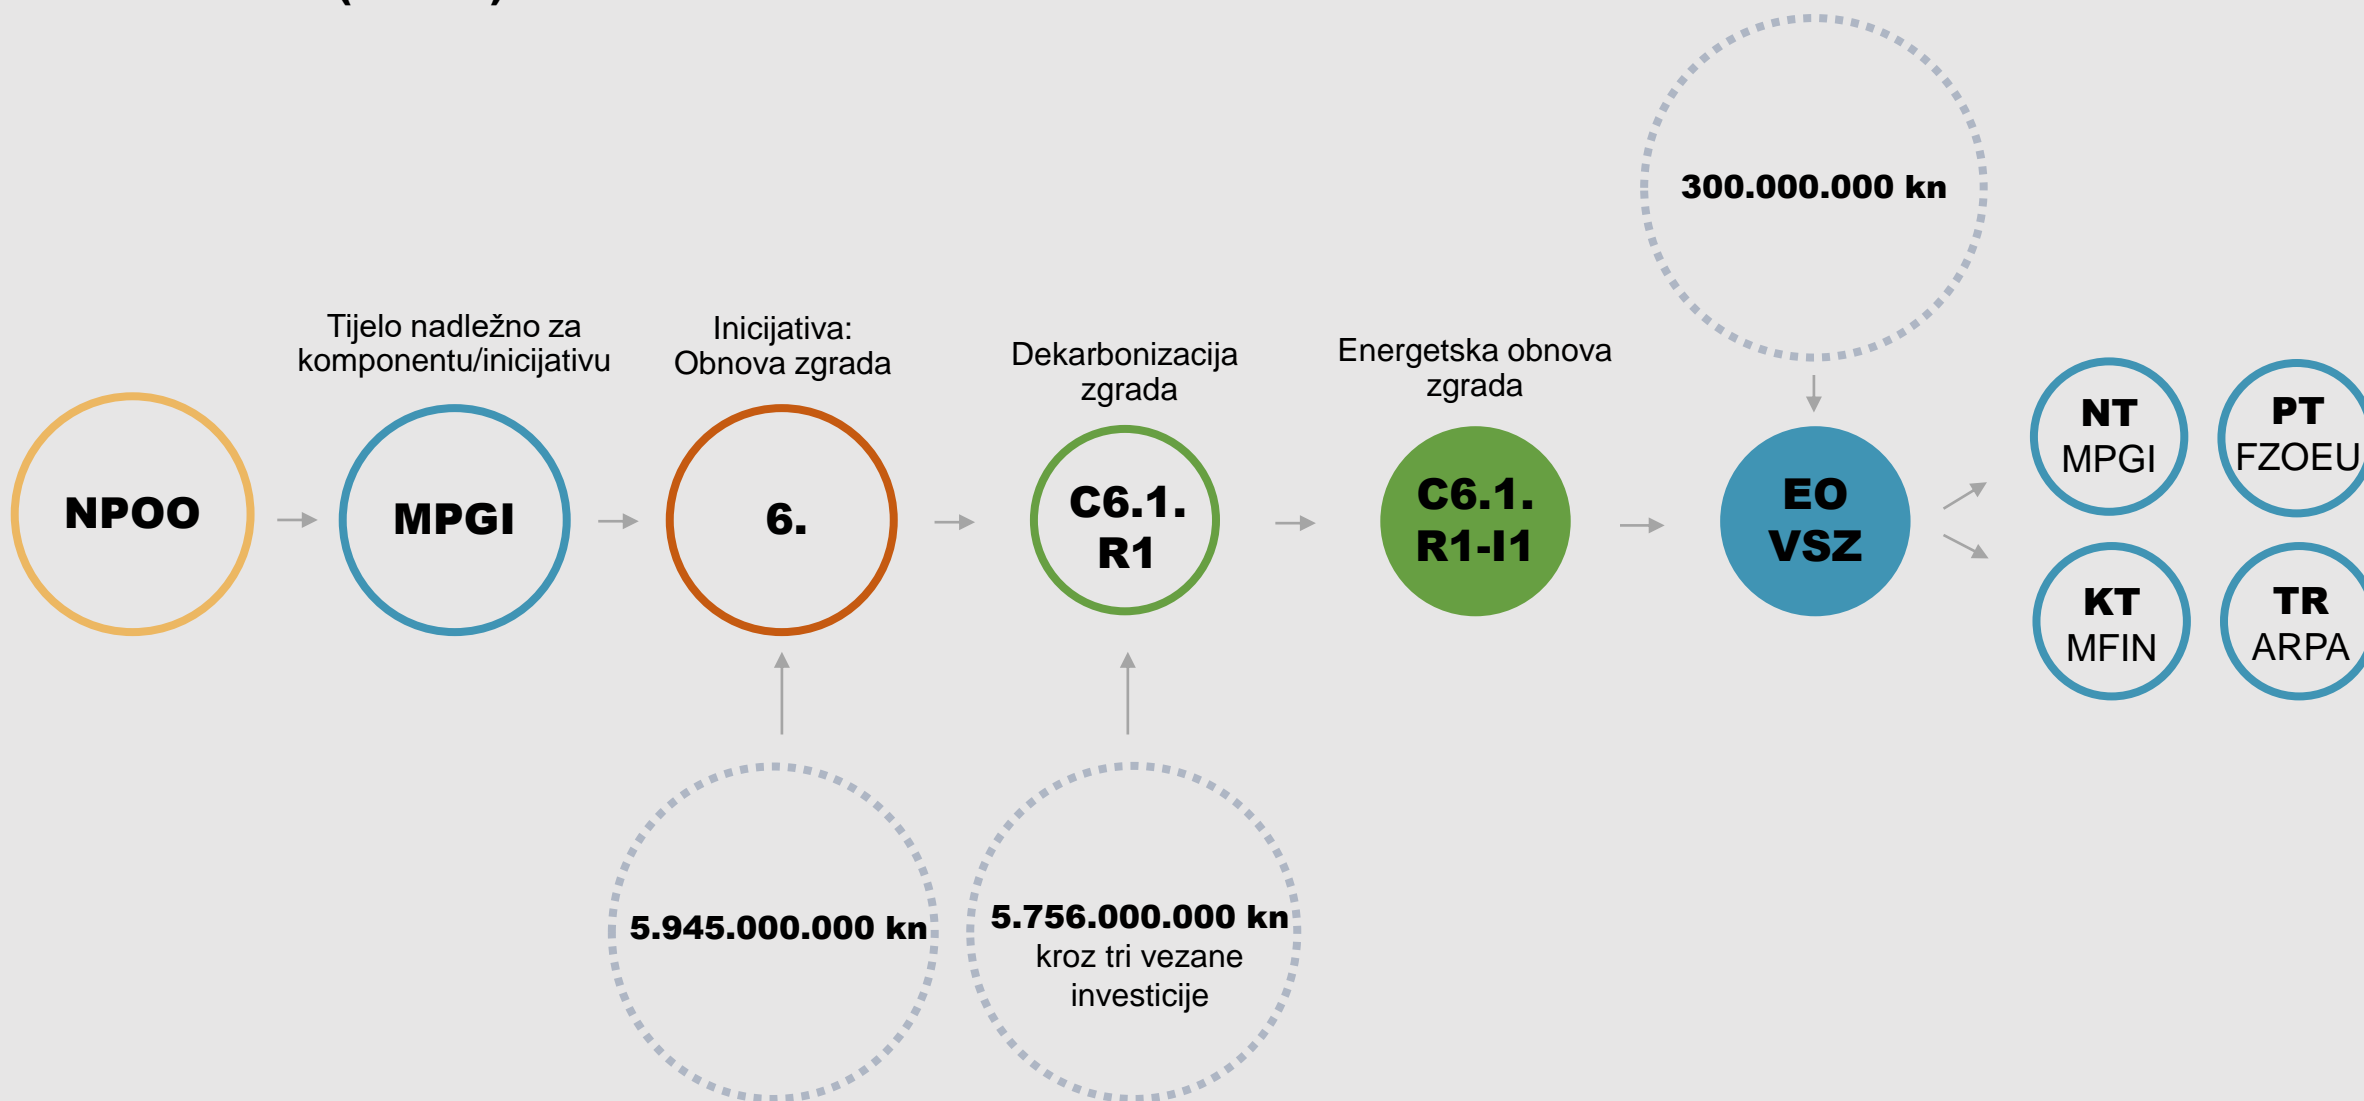 300.000.000 kn
Tijelo nadležno za
komponentu/inicijativu
Inicijativa:
Obnova zgrada
Dekarbonizacija
zgrada
Energetska obnova
zgrada
NPOO
MPGI
6.
C6.1.
R1
C6.1.
R1-I1
EO
VSZ
NT
MPGI
PT
FZOEU
KT
MFIN
TR
ARPA
5.945.000.000 kn
5.756.000.000 kn
kroz tri vezane
investicije